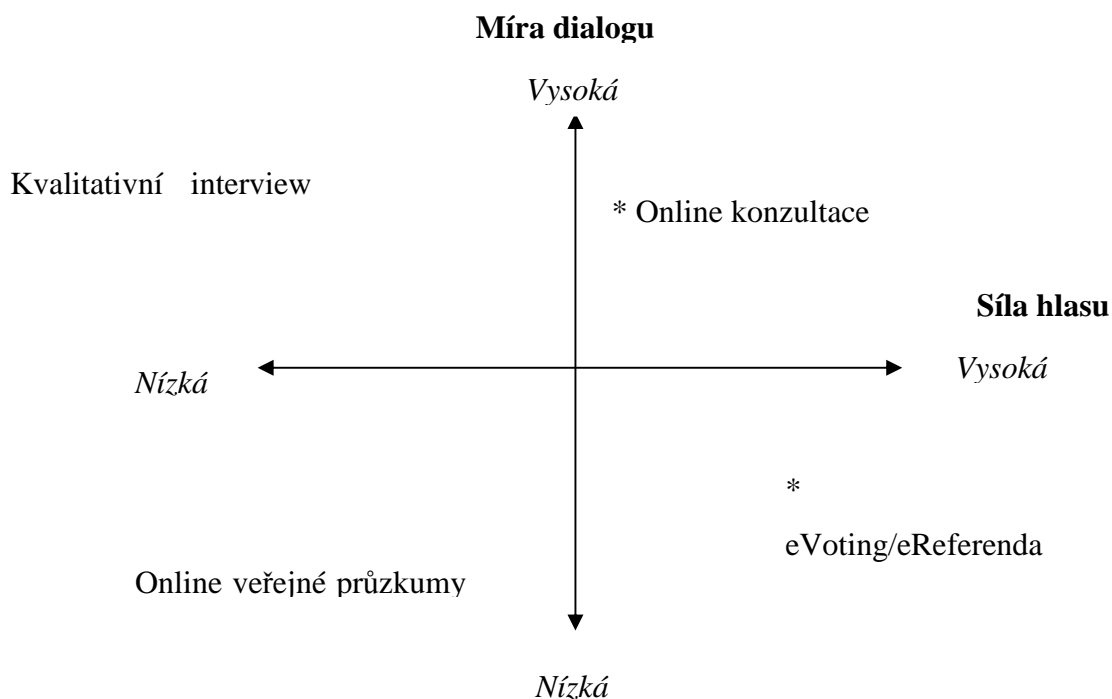 Míra dialogu
Vysoká
Kvalitativní interview
* Online konzultace
Síla hlasu
Nízká
Vysoká
*
eVoting/eReferenda
Online veřejné průzkumy
Nízká